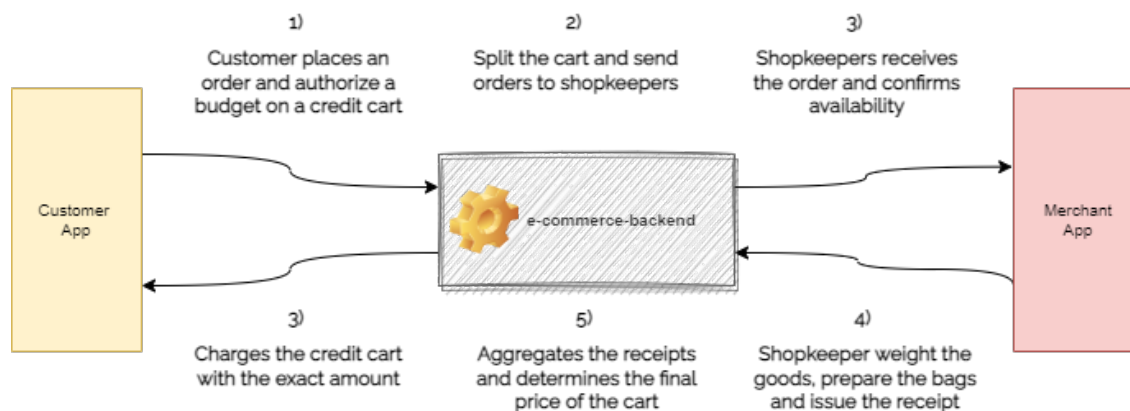 1)
Customer places an
order and authorize a
budget on a credit cart
2)
Split the cart and send
orders to shopkeepers
3)
Shopkeepers receives
the order and confirms
availability
Customer
App
e-commerce-backend
Merchant
App
3)
Charges the credit cart
with the exact amount
5)
Aggregates the receipts
and determines the final
price of the cart
4)
Shopkeeper weight the
goods, prepare the bags
and issue the receipt